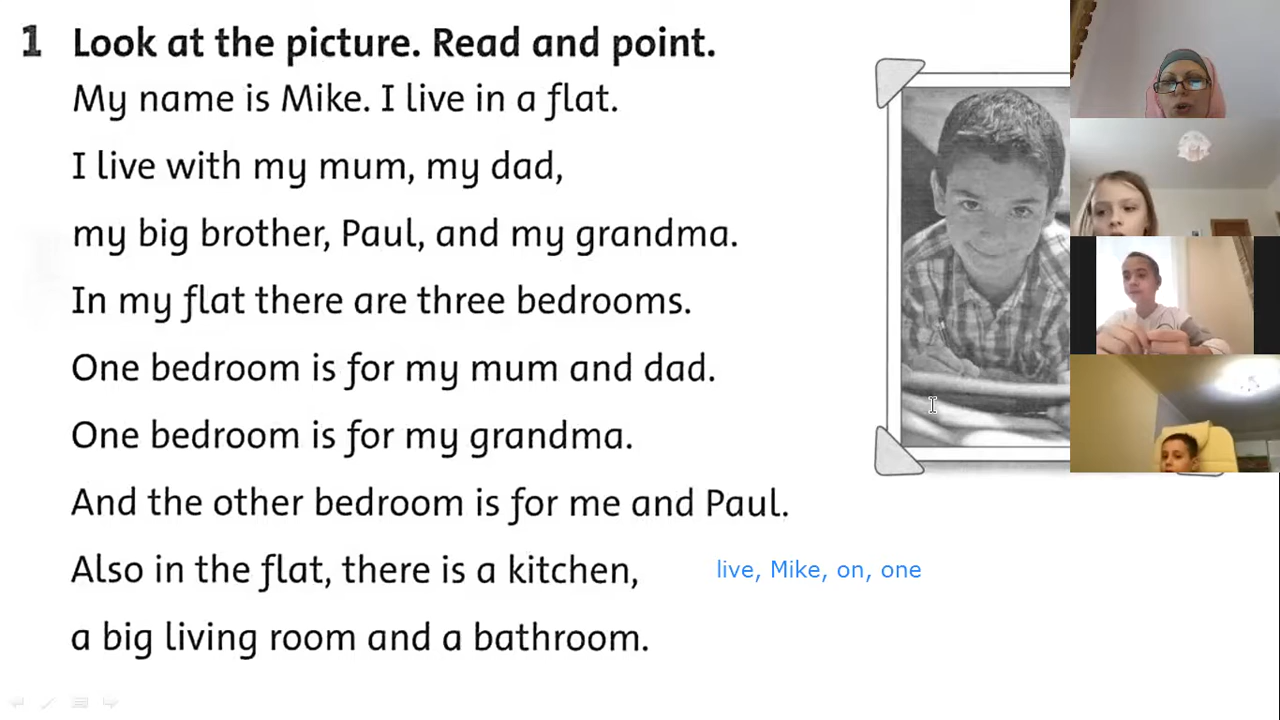 1 Look at the picture. Read and point.
My name is Mike. I live in a flat.
I live with my mum, my dad,
my big brother, Paul, and my grandma.
In my flat there are three bedrooms.
One bedroom is for my mum and dad.
One bedroom is for my grandma.
And the other bedroom is for me and Paul.
Also in the flat, there is a kitchen,
live, Mike, on, one
a big living room and a bathroom.